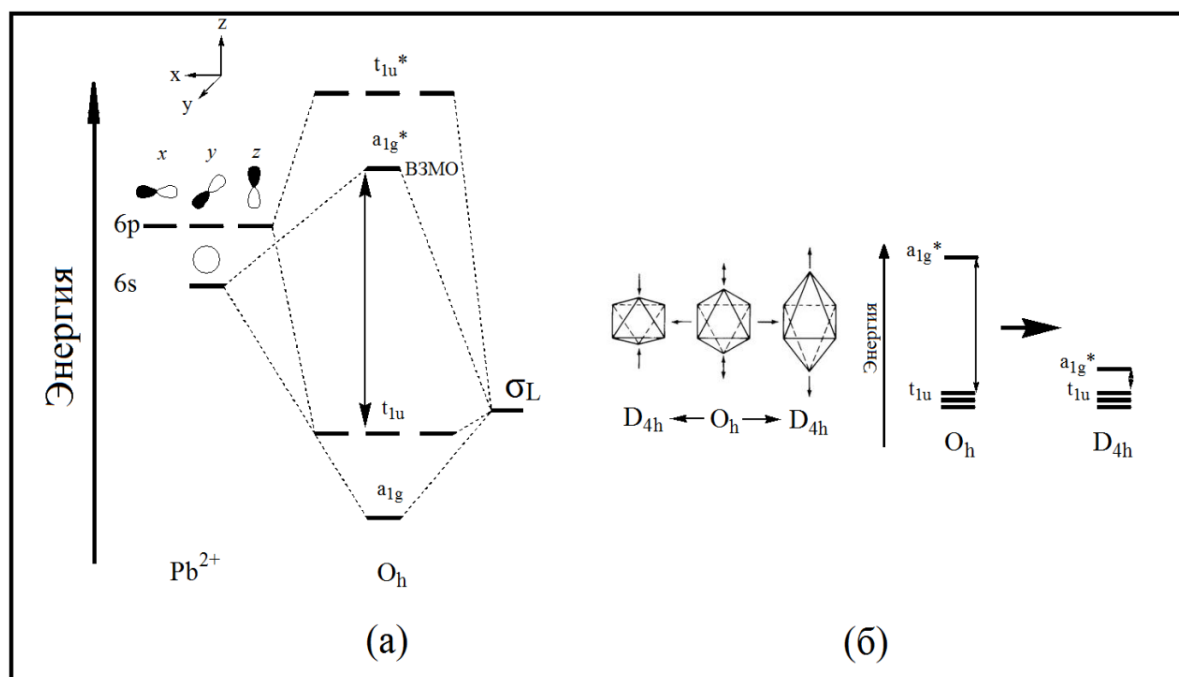 z
x
y
Энергия
x y z
6p
6s
t₁ᵤ*
a₁g*
ВЗМО
t₁ᵤ
a₁g
σL
Pb²⁺
Oₕ
(а)
D₄ₕ Oₕ D₄ₕ
Энергия
a₁g*
t₁ᵤ
Oₕ
a₁g*
t₁ᵤ
D₄ₕ
(б)